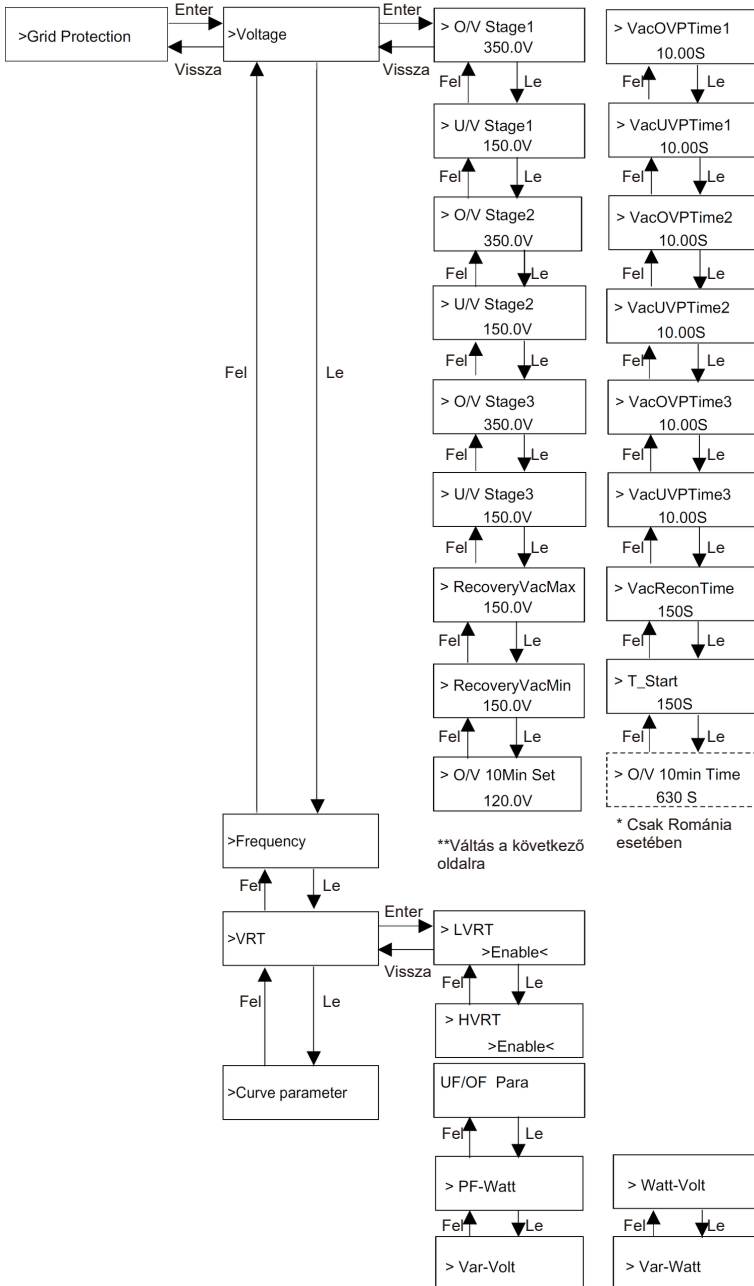 Enter
Enter
>Grid Protection
>Voltage
> O/V Stage1
350.0V
> VacOVPTime1
10.00S
Vissza
Vissza
Fel
Le
Fel
Le
> U/V Stage1
150.0V
> VacUVPTime1
10.00S
Fel
Le
Fel
Le
> O/V Stage2
350.0V
> VacOVPTime2
10.00S
Fel
Le
Fel
Le
> U/V Stage2
150.0V
> VacUVPTime2
10.00S
Fel
Le
Fel
Le
Fel
Le
> O/V Stage3
350.0V
> VacOVPTime3
10.00S
Fel
Le
Fel
Le
> U/V Stage3
150.0V
> VacUVPTime3
10.00S
Fel
Le
Fel
Le
> RecoveryVacMax
150.0V
> VacReconTime
150S
Fel
Le
Fel
Le
> RecoveryVacMin
150.0V
> T_Start
150S
Fel
Le
Fel
Le
> O/V 10Min Set
120.0V
> O/V 10min Time
630 S
>Frequency
**Váltás a következő
oldalra
* Csak Románia
esetében
Fel
Le
Enter
>VRT
> LVRT
>Enable<
Vissza
Fel
Le
Fel
Le
> HVRT
>Enable<
>Curve parameter
UF/OF Para
Fel
Le
> PF-Watt
> Watt-Volt
Fel
Le
Fel
Le
> Var-Volt
> Var-Watt